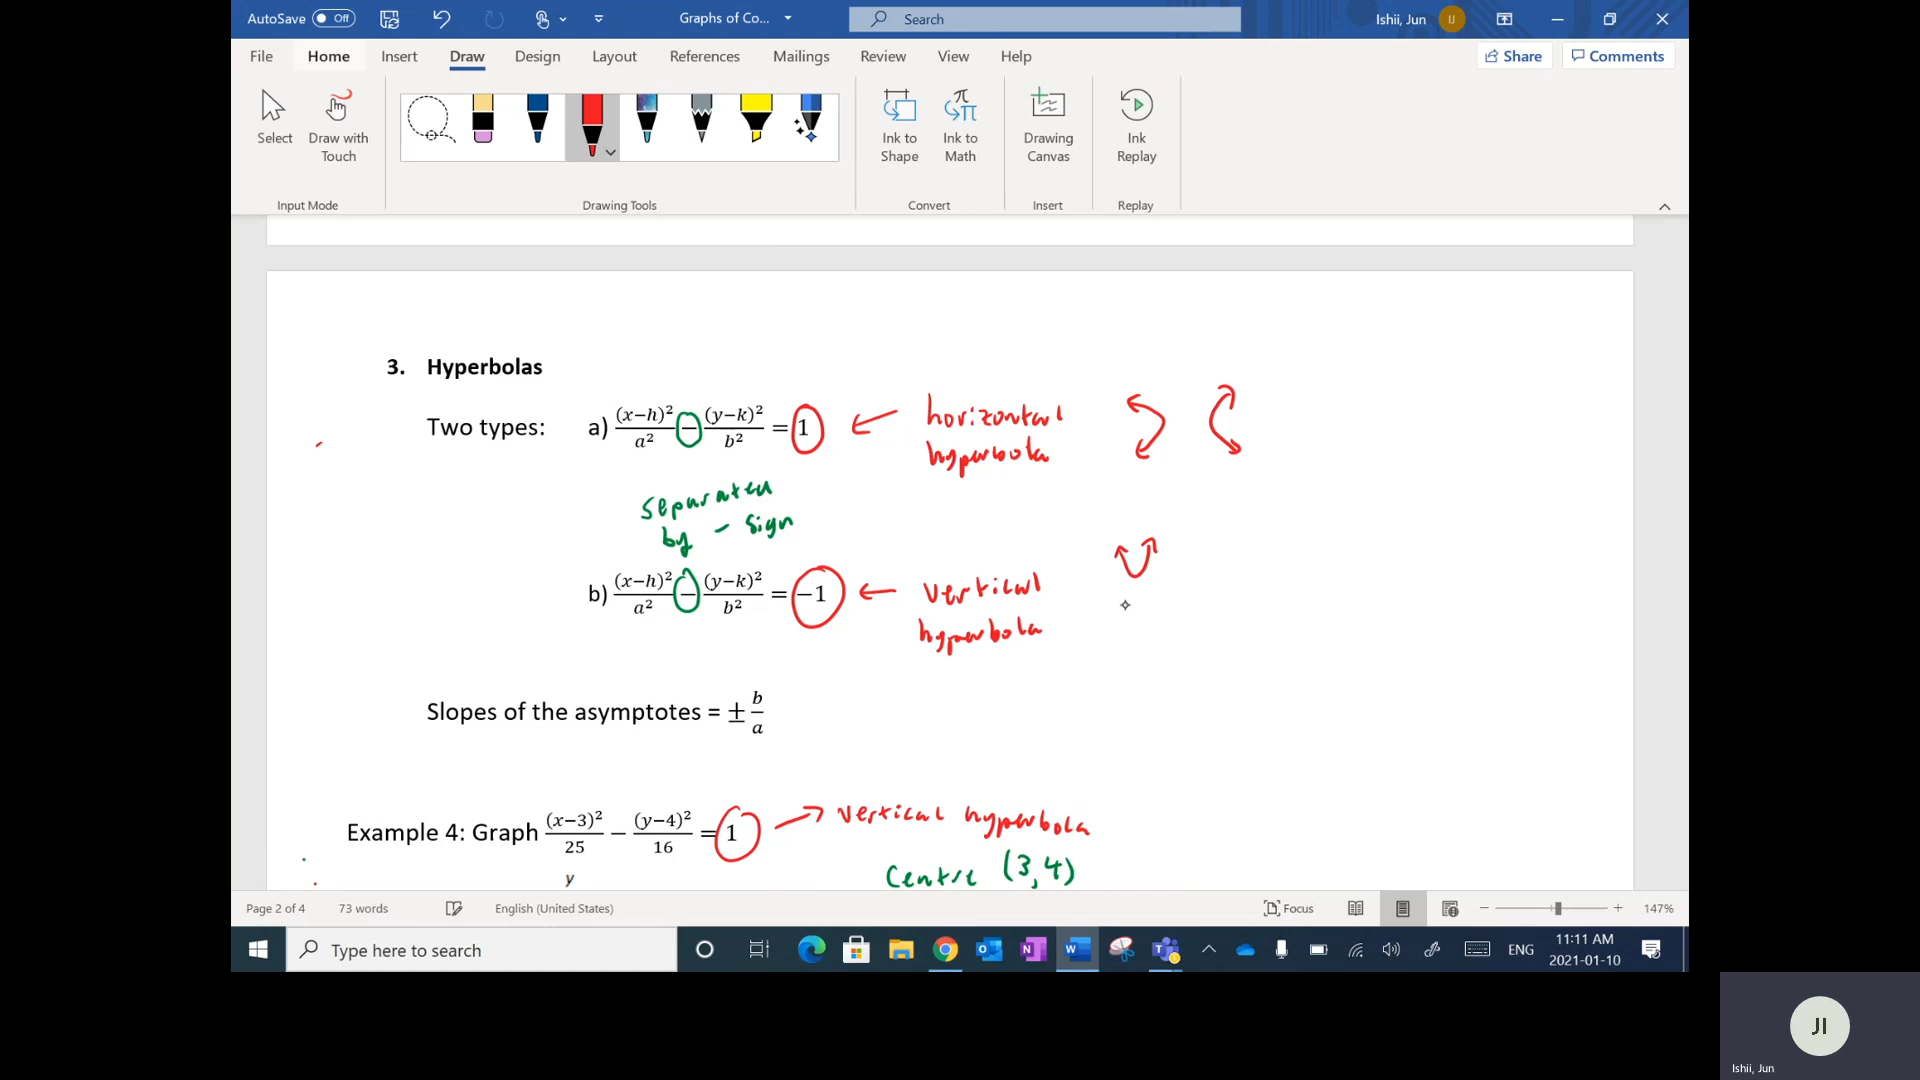 AutoSave Off Graphs of Co... Search Ishii, Jun IJ
File Home Insert Draw Design Layout References Mailings Review View Help Share Comments
Select Draw with Touch Ink to Shape Ink to Math Drawing Canvas Ink Replay
Input Mode Drawing Tools Convert Insert Replay
3. Hyperbolas
Two types: a) (x−h)²/a² − (y−k)²/b² = 1 ← horizontal
hyperbola
separated
by − sign
b) (x−h)²/a² − (y−k)²/b² = −1 ← vertical
hyperbola
Slopes of the asymptotes = ± b/a
Example 4: Graph (x−3)²/25 − (y−4)²/16 = 1 → vertical hyperbola
Centre (3,4)
y
Page 2 of 4 73 words English (United States) Focus 147%
Type here to search ENG 11:11 AM
2021-01-10
JI
Ishii, Jun